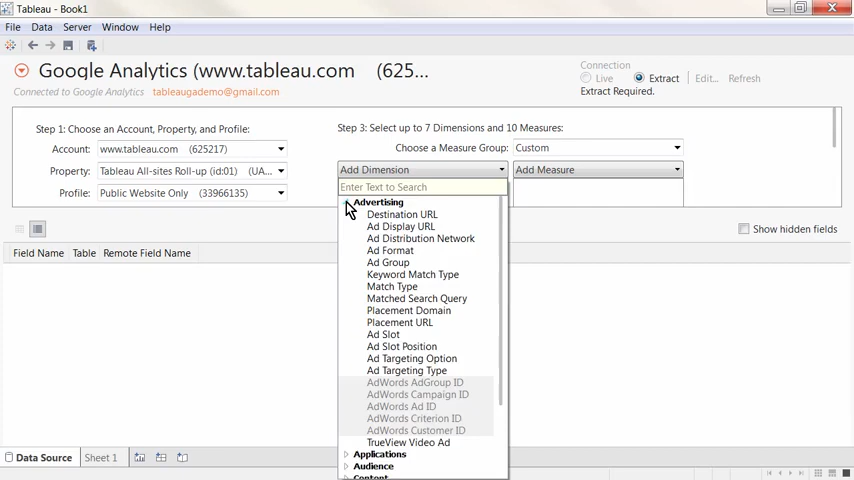 Tableau - Book1
File Data Server Window Help
Google Analytics (www.tableau.com (625...
Connected to Google Analytics tableaugademo@gmail.com
Connection
Live Extract Edit... Refresh
Extract Required.
Step 1: Choose an Account, Property, and Profile:
Account: www.tableau.com (625217)
Property: Tableau All-sites Roll-up (id:01) (UA...
Profile: Public Website Only (33966135)
Step 3: Select up to 7 Dimensions and 10 Measures:
Choose a Measure Group: Custom
Add Dimension Add Measure
Enter Text to Search
Advertising
Destination URL
Ad Display URL
Ad Distribution Network
Ad Format
Ad Group
Keyword Match Type
Match Type
Matched Search Query
Placement Domain
Placement URL
Ad Slot
Ad Slot Position
Ad Targeting Option
Ad Targeting Type
AdWords AdGroup ID
AdWords Campaign ID
AdWords Ad ID
AdWords Criterion ID
AdWords Customer ID
TrueView Video Ad
Applications
Audience
Content
Show hidden fields
Field Name Table Remote Field Name
Data Source Sheet 1